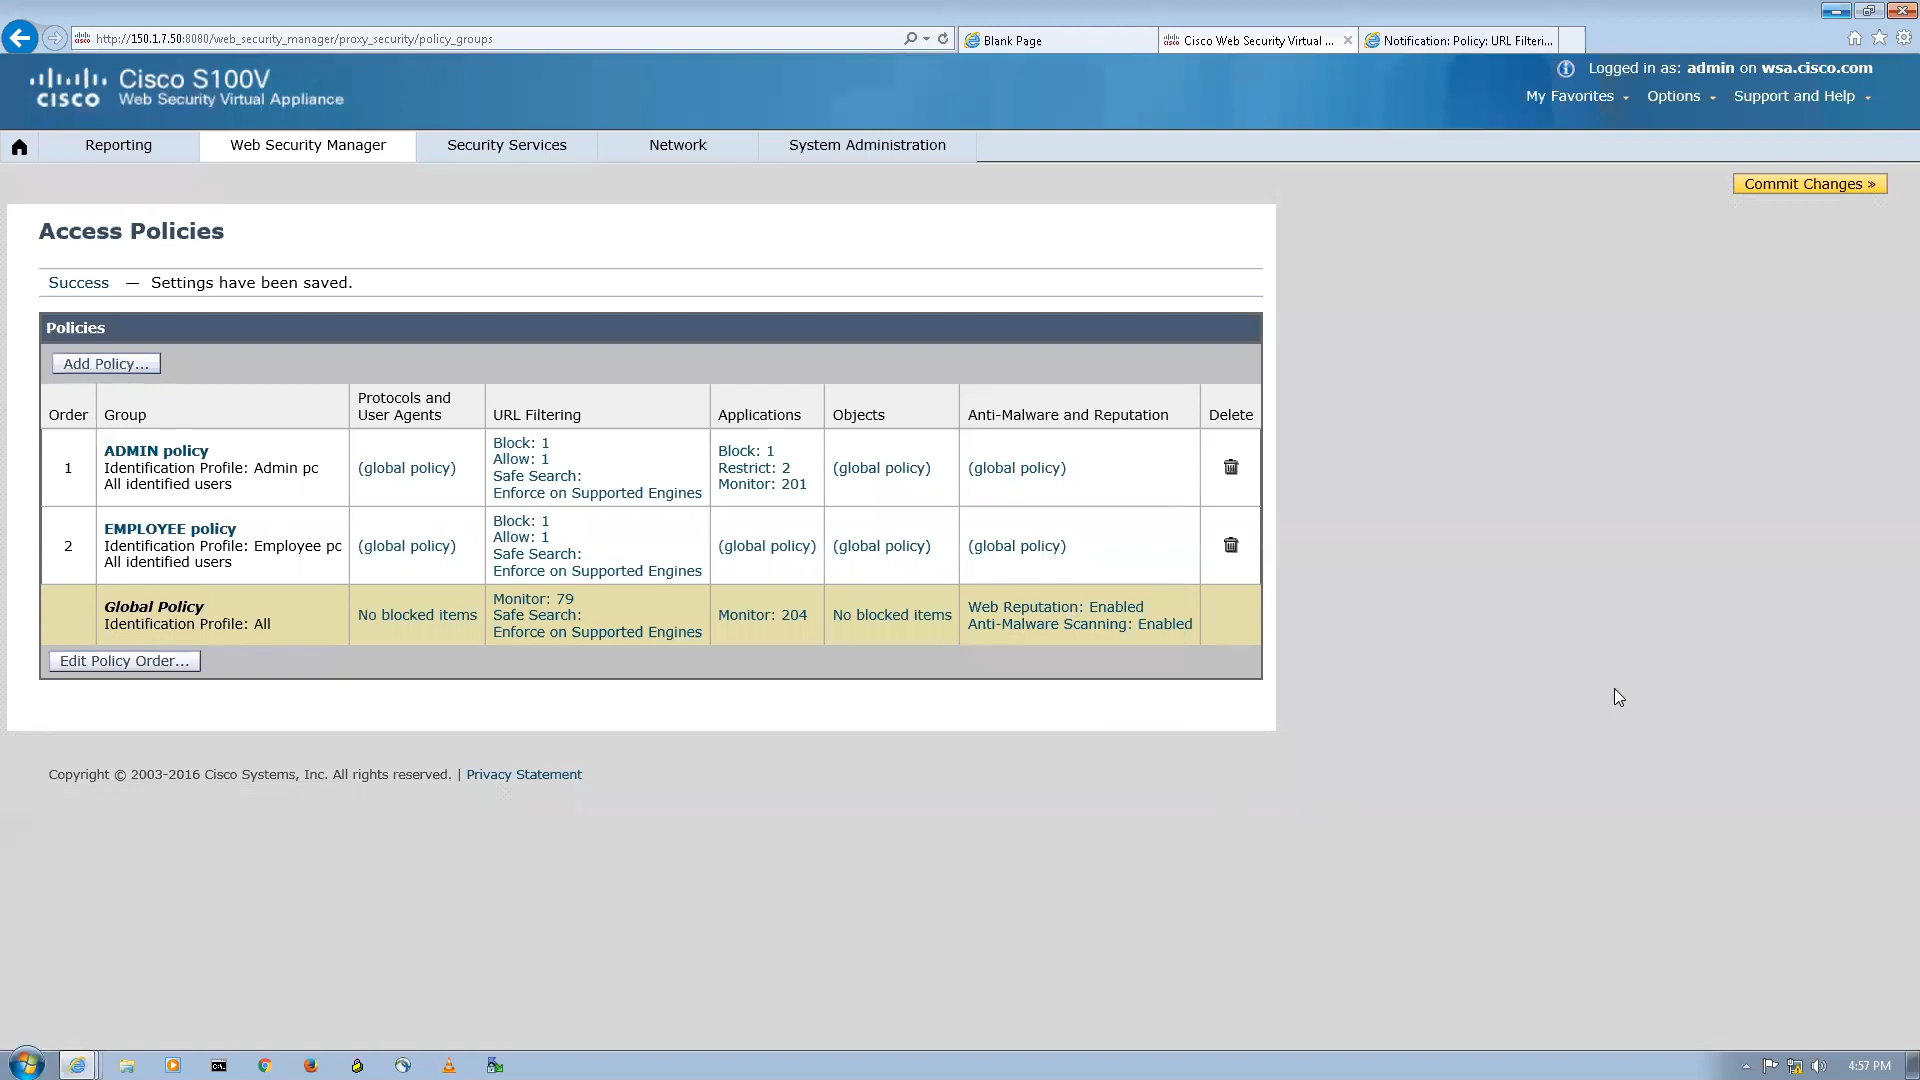 http://150.1.7.50:8080/web_security_manager/proxy_security/policy_groups
Blank Page
Cisco Web Security Virtual ...
Notification: Policy: URL Filteri...
CISCO
Cisco S100V
Web Security Virtual Appliance
Logged in as: admin on wsa.cisco.com
My Favorites
Options
Support and Help
Reporting
Web Security Manager
Security Services
Network
System Administration
Commit Changes »
Access Policies
Success — Settings have been saved.
Policies
Add Policy...
Order
Group
Protocols and
User Agents
URL Filtering
Applications
Objects
Anti-Malware and Reputation
Delete
1
ADMIN policy
Identification Profile: Admin pc
All identified users
(global policy)
Block: 1
Allow: 1
Safe Search:
Enforce on Supported Engines
Block: 1
Restrict: 2
Monitor: 201
(global policy)
(global policy)
2
EMPLOYEE policy
Identification Profile: Employee pc
All identified users
(global policy)
Block: 1
Allow: 1
Safe Search:
Enforce on Supported Engines
(global policy)
(global policy)
(global policy)
Global Policy
Identification Profile: All
No blocked items
Monitor: 79
Safe Search:
Enforce on Supported Engines
Monitor: 204
No blocked items
Web Reputation: Enabled
Anti-Malware Scanning: Enabled
Edit Policy Order...
Copyright © 2003-2016 Cisco Systems, Inc. All rights reserved. | Privacy Statement
4:57 PM